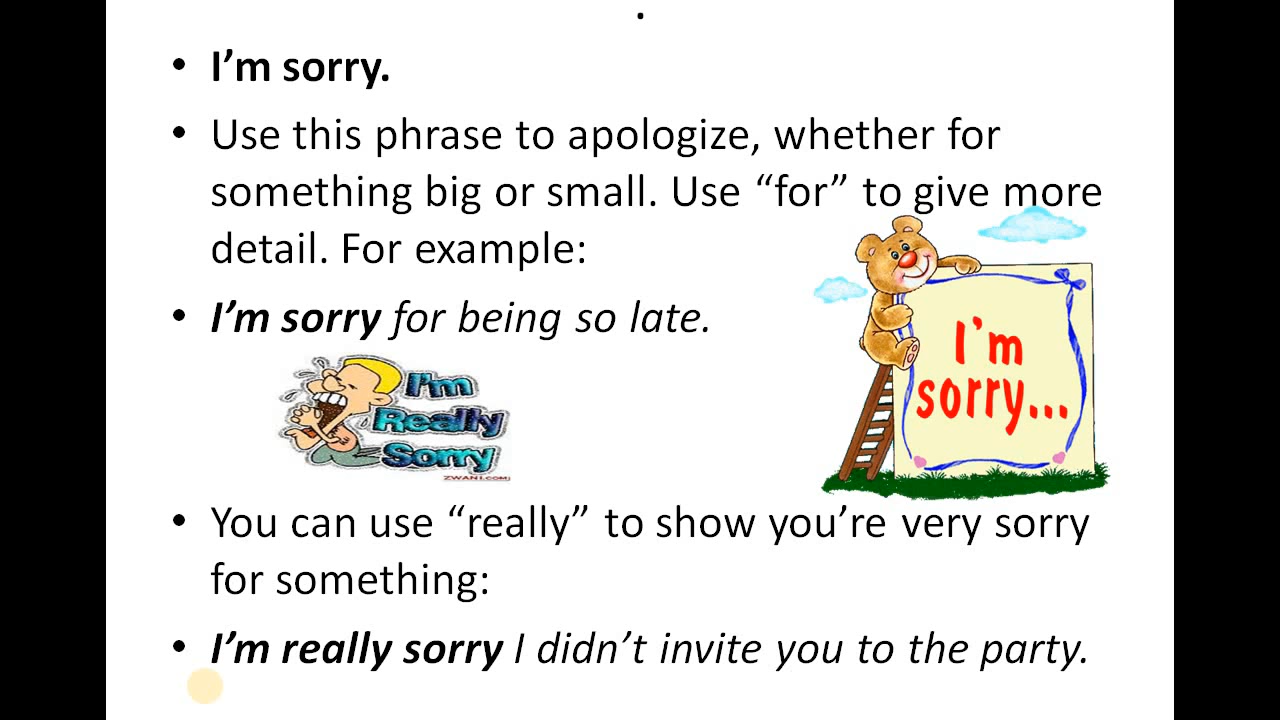 .
• I’m sorry.
• Use this phrase to apologize, whether for
something big or small. Use “for” to give more
detail. For example:
• I’m sorry for being so late.
I'm
Really
Sorry
ZWANI.COM
I'm
sorry...
• You can use “really” to show you’re very sorry
for something:
• I’m really sorry I didn’t invite you to the party.